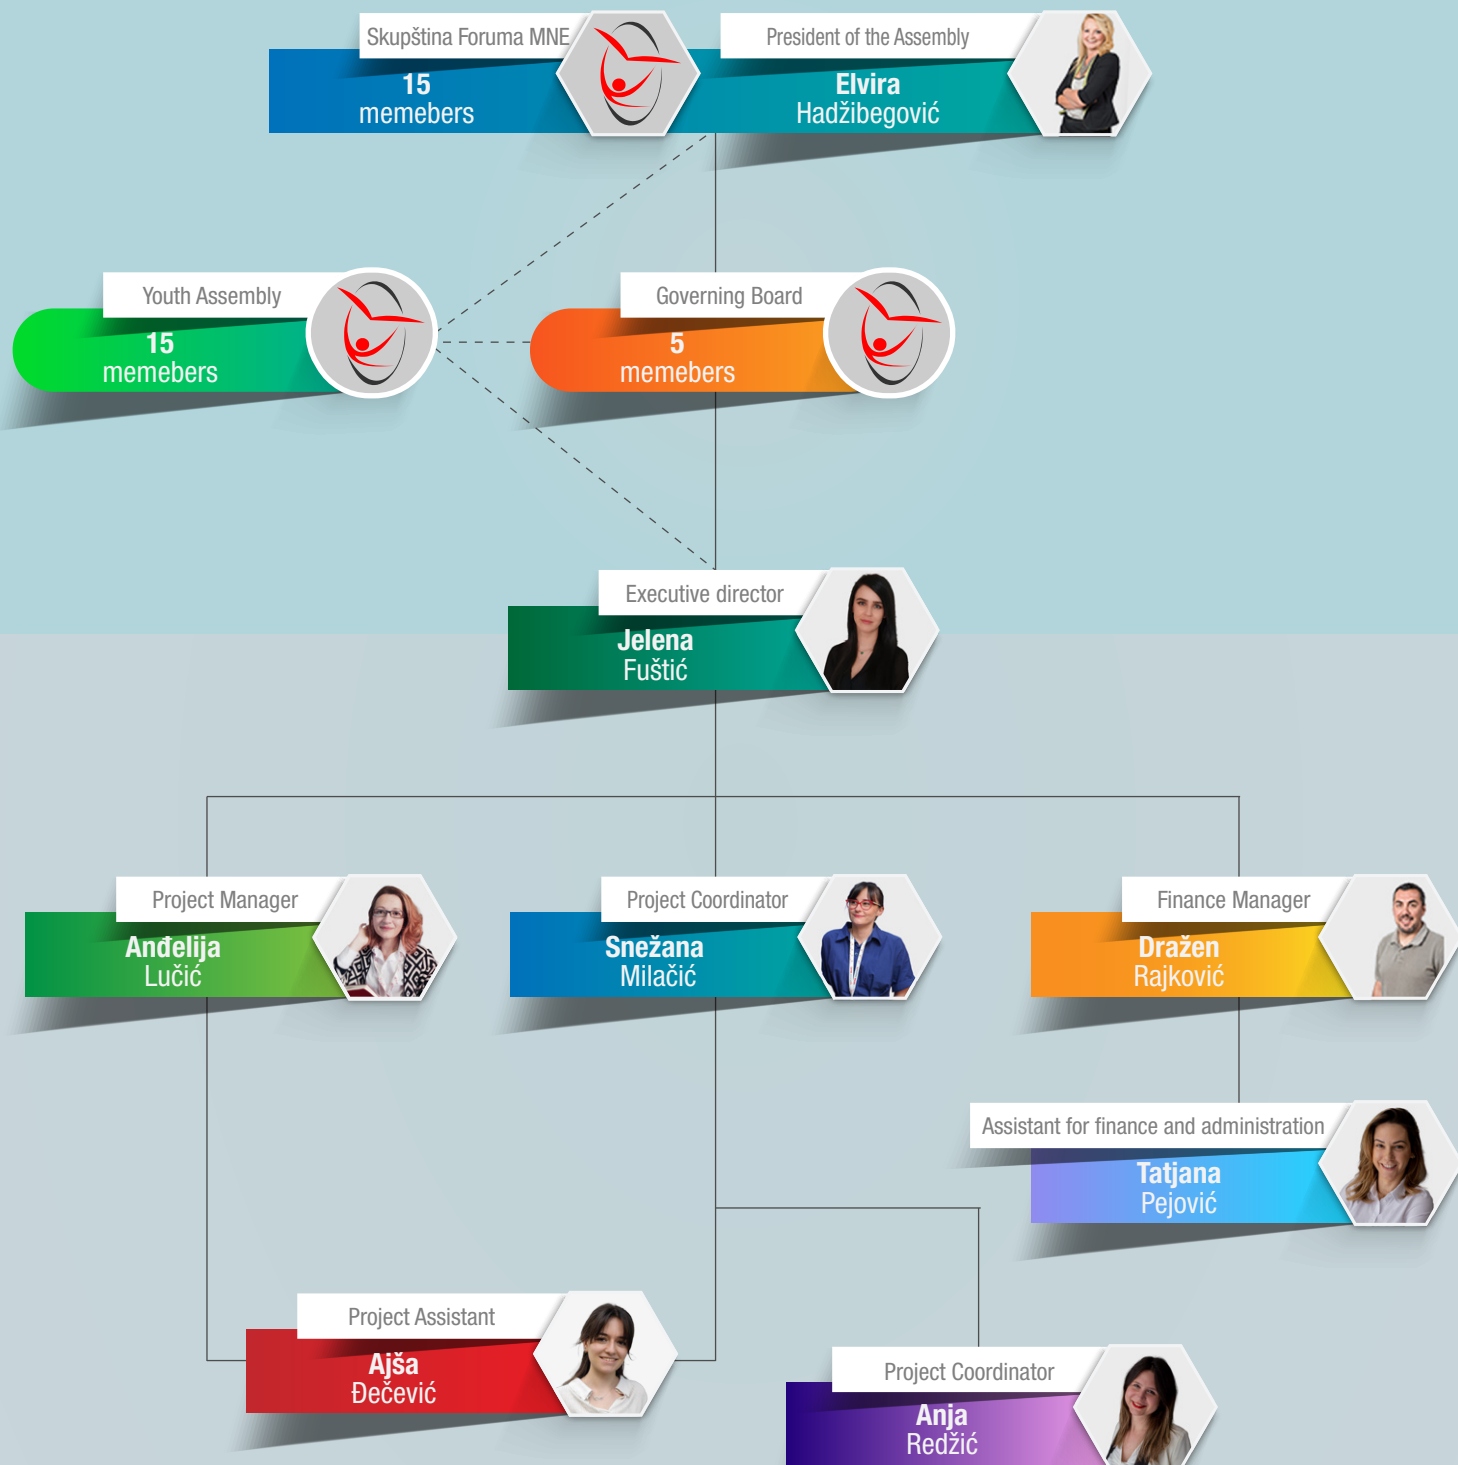 Skupština Foruma MNE
15
memebers
President of the Assembly
Elvira
Hadžibegović
Youth Assembly
15
memebers
Governing Board
5
memebers
Executive director
Jelena
Fuštić
Project Manager
Anđelija
Lučić
Project Coordinator
Snežana
Milačić
Finance Manager
Dražen
Rajković
Assistant for finance and administration
Tatjana
Pejović
Project Assistant
Ajša
Đečević
Project Coordinator
Anja
Redžić